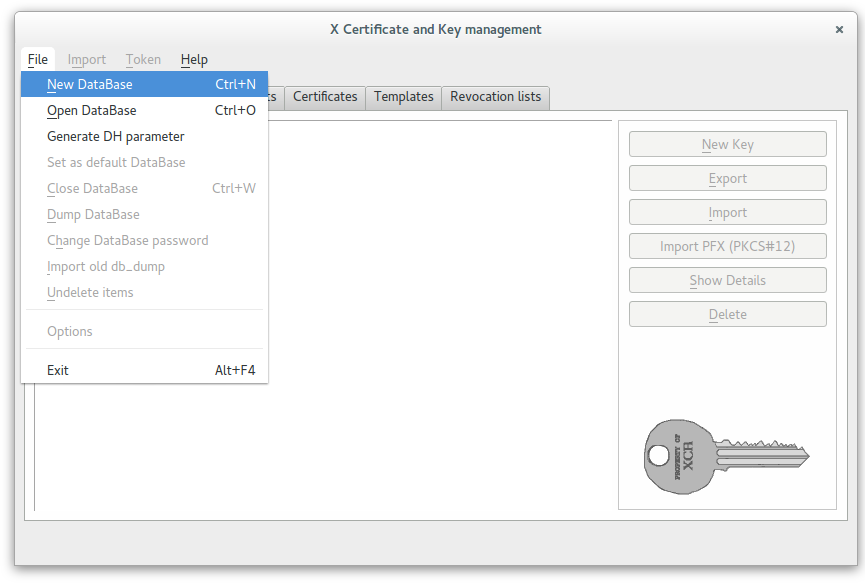 X Certificate and Key management
File Import Token Help
New DataBase Ctrl+N
Open DataBase Ctrl+O
Generate DH parameter
Set as default DataBase
Close DataBase Ctrl+W
Dump DataBase
Change DataBase password
Import old db_dump
Undelete items
Options
Exit Alt+F4
Certificates Templates Revocation lists
New Key
Export
Import
Import PFX (PKCS#12)
Show Details
Delete
PROPERTY OF
XCH